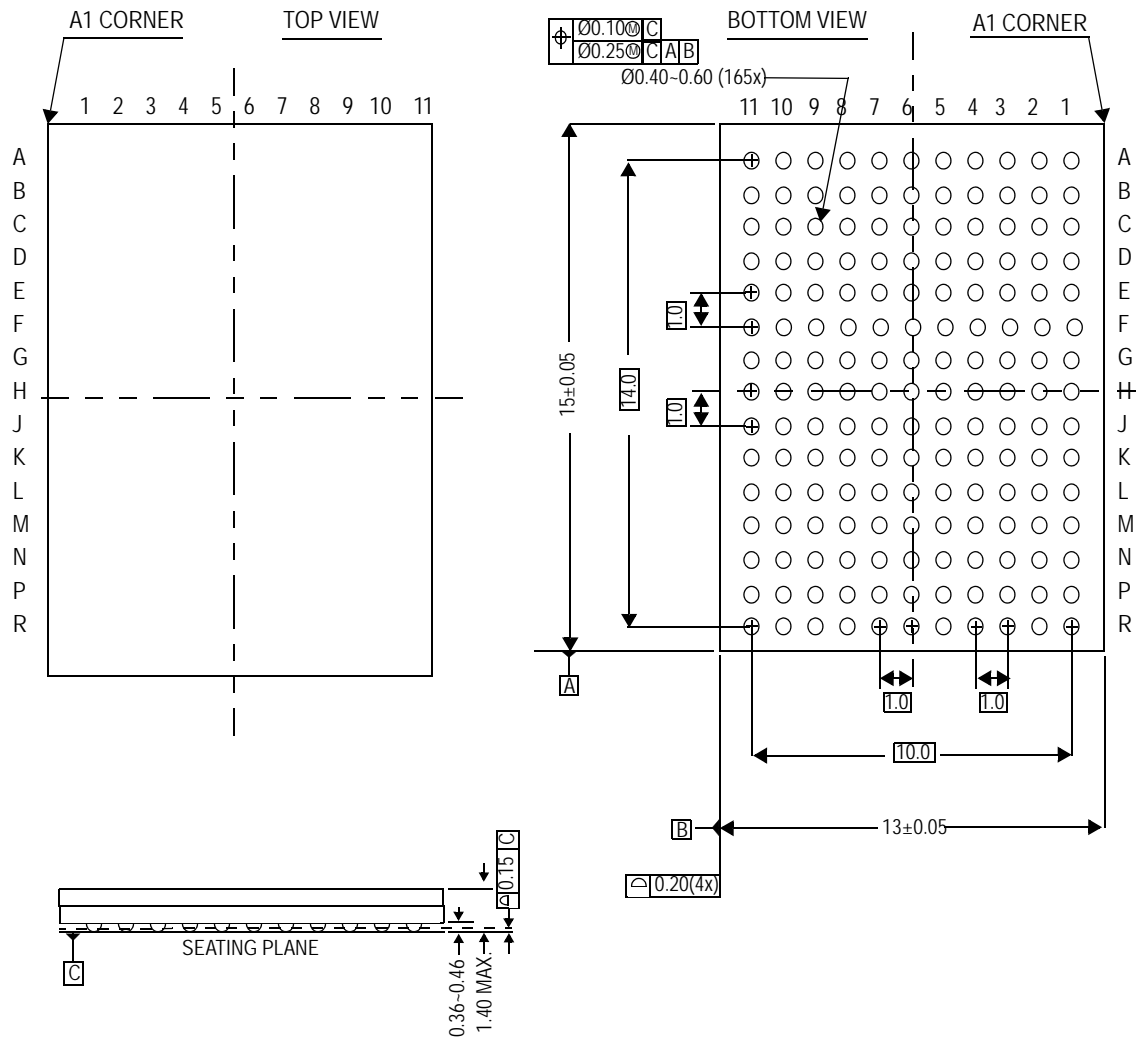 A1 CORNER
TOP VIEW
1 2 3 4 5 6 7 8 9 10 11
A
B
C
D
E
F
G
H
J
K
L
M
N
P
R
Ø0.10Ⓜ C
Ø0.25Ⓜ C A B
BOTTOM VIEW
A1 CORNER
Ø0.40~0.60 (165x)
11 10 9 8 7 6 5 4 3 2 1
A
B
C
D
E
F
G
H
J
K
L
M
N
P
R
1.0
1.0
14.0
15±0.05
A
1.0
1.0
10.0
B
13±0.05
0.20(4x)
0.15 C
SEATING PLANE
C
0.36~0.46
1.40 MAX.